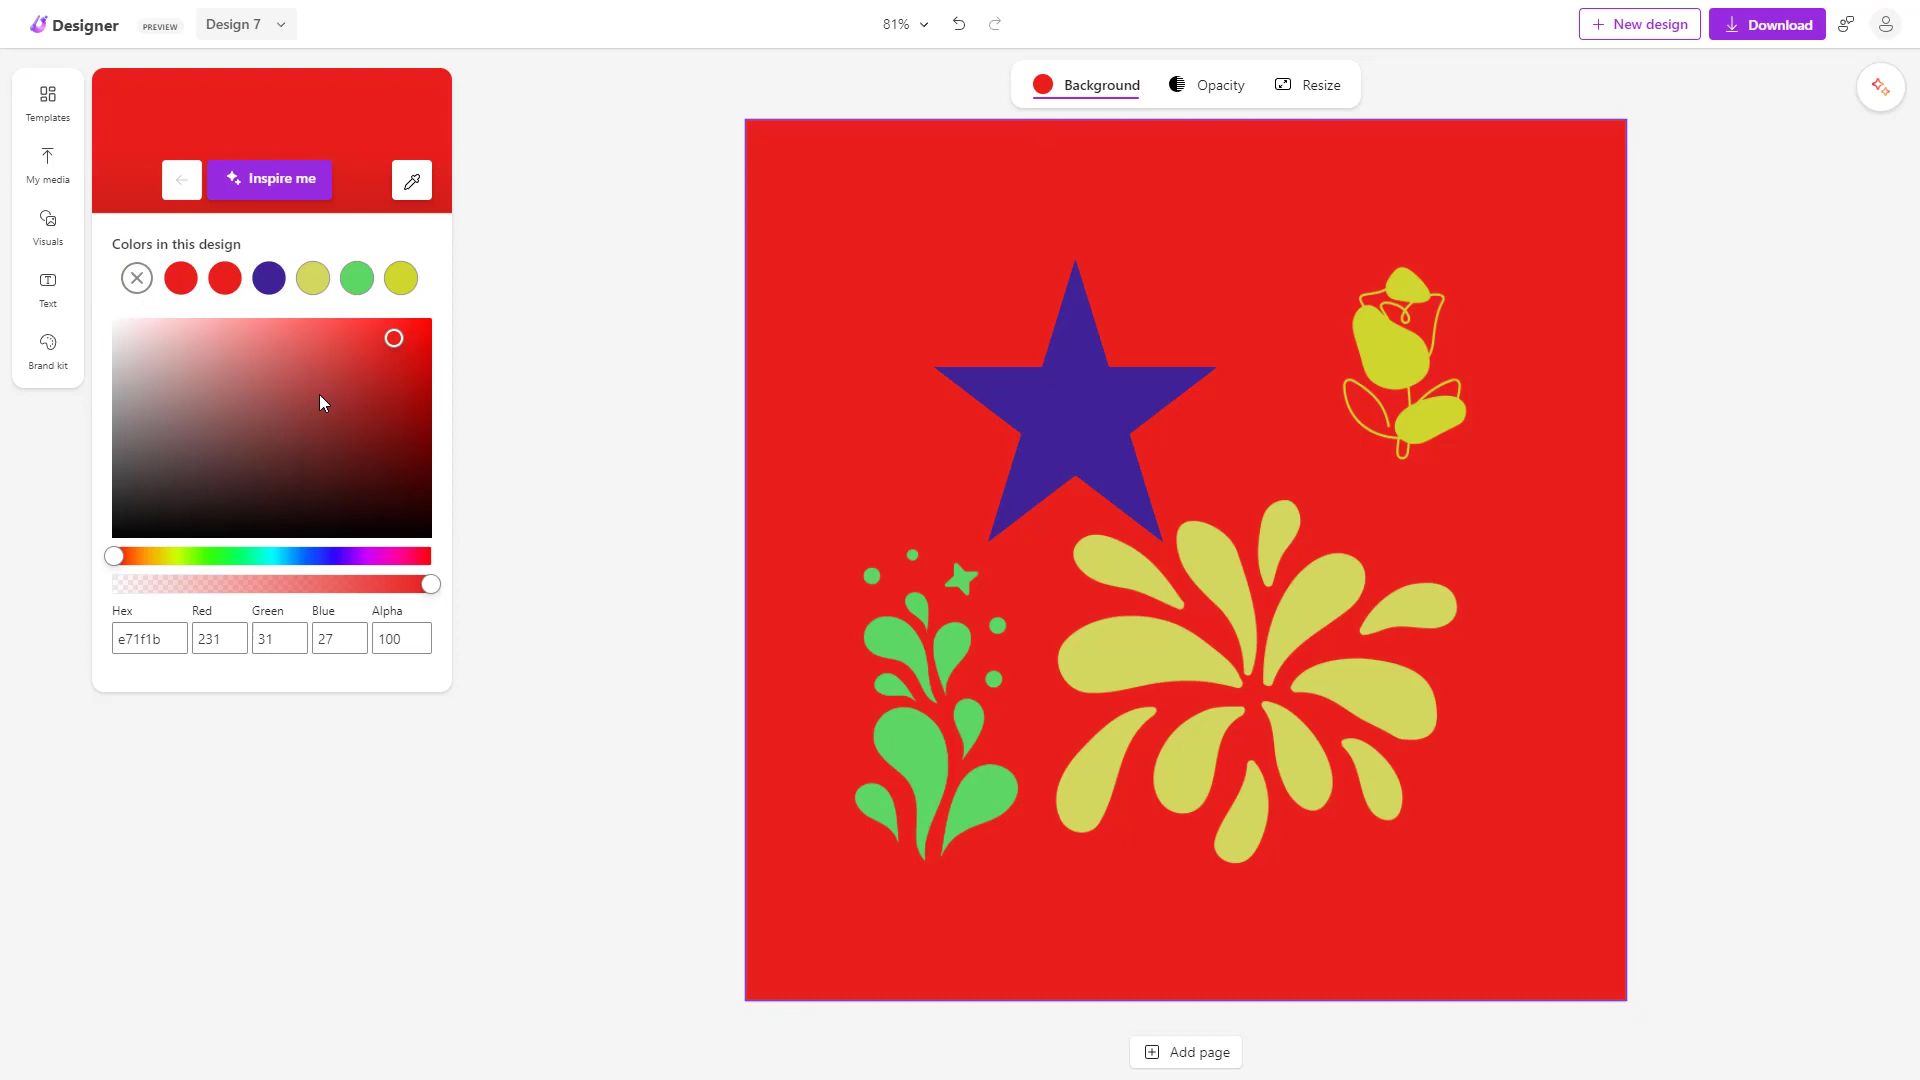 Designer
PREVIEW
Design 7
81%
New design
Download
Templates
My media
Visuals
Text
Brand kit
Inspire me
Colors in this design
Hex Red Green Blue Alpha
e71f1b 231 31 27 100
Background Opacity Resize
Add page